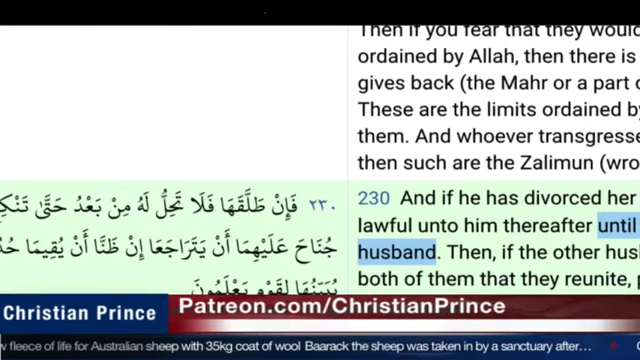 Then if you fear that they would
ordained by Allah, then there is
gives back (the Mahr or a part o
These are the limits ordained by
them. And whoever transgresse
then such are the Zalimun (wro
٢٣٠ فَإِن طَلَّقَهَا فَلَا تَحِلُّ لَهُ مِنۢ بَعْدُ حَتَّىٰ تَنكِ
جُنَاحَ عَلَيْهِمَآ أَن يَتَرَاجَعَآ إِن ظَنَّآ أَن يُقِيمَا حُدُ
يُبَيِّنُهَا لِقَوْمٍ يَعْلَمُونَ
230 And if he has divorced her
lawful unto him thereafter until
husband. Then, if the other hus
both of them that they reunite, p
Christian Prince
Patreon.com/ChristianPrince
w fleece of life for Australian sheep with 35kg coat of wool Baarack the sheep was taken in by a sanctuary after...